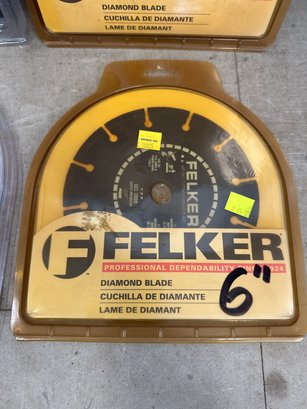 DIAMOND BLADE
CUCHILLA DE DIAMANTE
LAME DE DIAMANT
FELKER
F FELKER
PROFESSIONAL DEPENDABILITY
DIAMOND BLADE
CUCHILLA DE DIAMANTE
LAME DE DIAMANT
6"